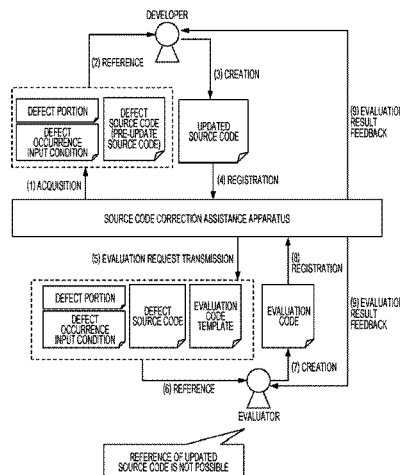 DEVELOPER
(2) REFERENCE
(3) CREATION
DEFECT PORTION
DEFECT
OCCURRENCE
INPUT CONDITION
DEFECT
SOURCE CODE
(PRE-UPDATE
SOURCE CODE)
UPDATED
SOURCE CODE
(9) EVALUATION
RESULT
FEEDBACK
(1) ACQUISITION
(4) REGISTRATION
SOURCE CODE CORRECTION ASSISTANCE APPARATUS
(5) EVALUATION REQUEST TRANSMISSION
(8)
REGISTRATION
(9) EVALUATION
RESULT
FEEDBACK
DEFECT PORTION
DEFECT
OCCURRENCE
INPUT CONDITION
DEFECT
SOURCE CODE
EVALUATION
CODE
TEMPLATE
EVALUATION
CODE
(6) REFERENCE
(7) CREATION
EVALUATOR
REFERENCE OF UPDATED
SOURCE CODE IS NOT POSSIBLE